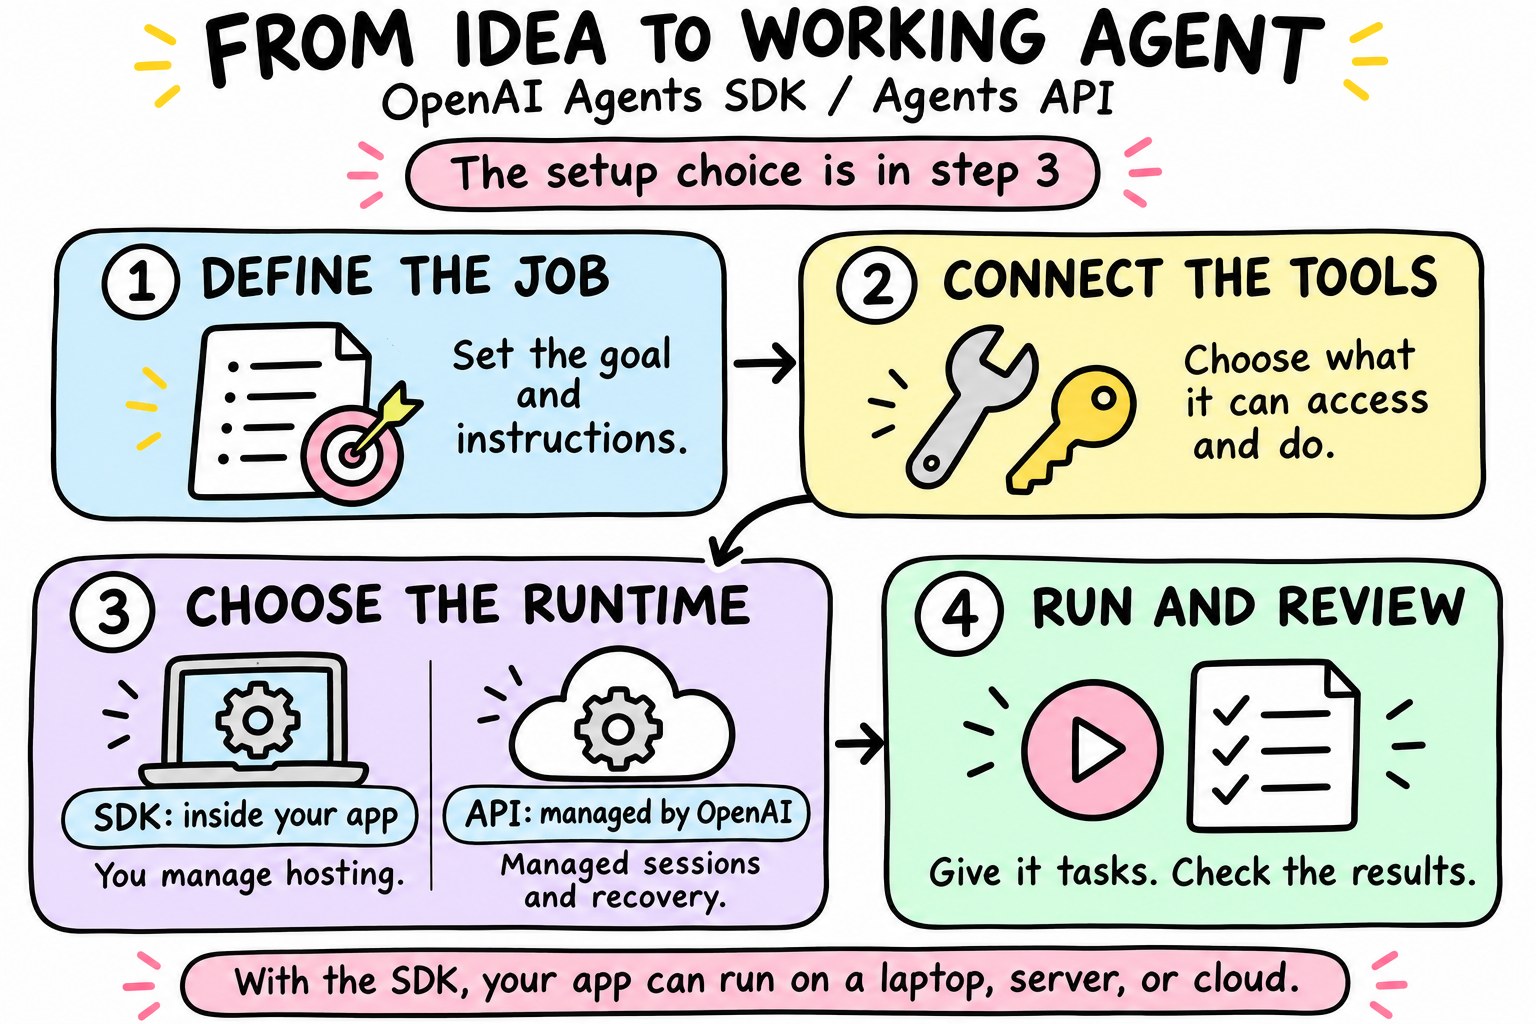 FROM IDEA TO WORKING AGENT
OpenAI Agents SDK / Agents API
The setup choice is in step 3
1 DEFINE THE JOB
Set the goal
and
instructions.
2 CONNECT THE TOOLS
Choose what
it can access
and do.
3 CHOOSE THE RUNTIME
SDK: inside your app
You manage hosting.
API: managed by OpenAI
Managed sessions
and recovery.
4 RUN AND REVIEW
Give it tasks. Check the results.
With the SDK, your app can run on a laptop, server, or cloud.